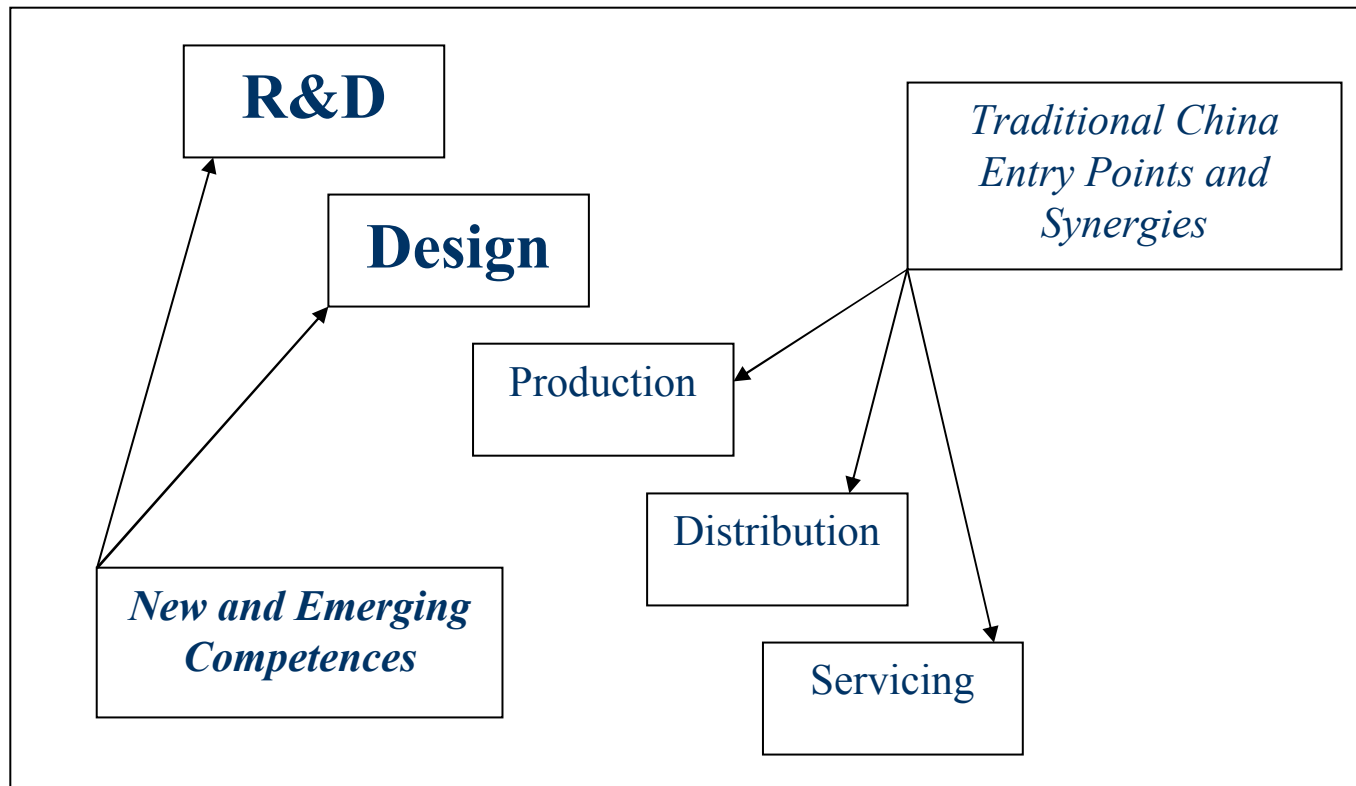 R&D
Design
Traditional China
Entry Points and
Synergies
Production
Distribution
New and Emerging
Competences
Servicing